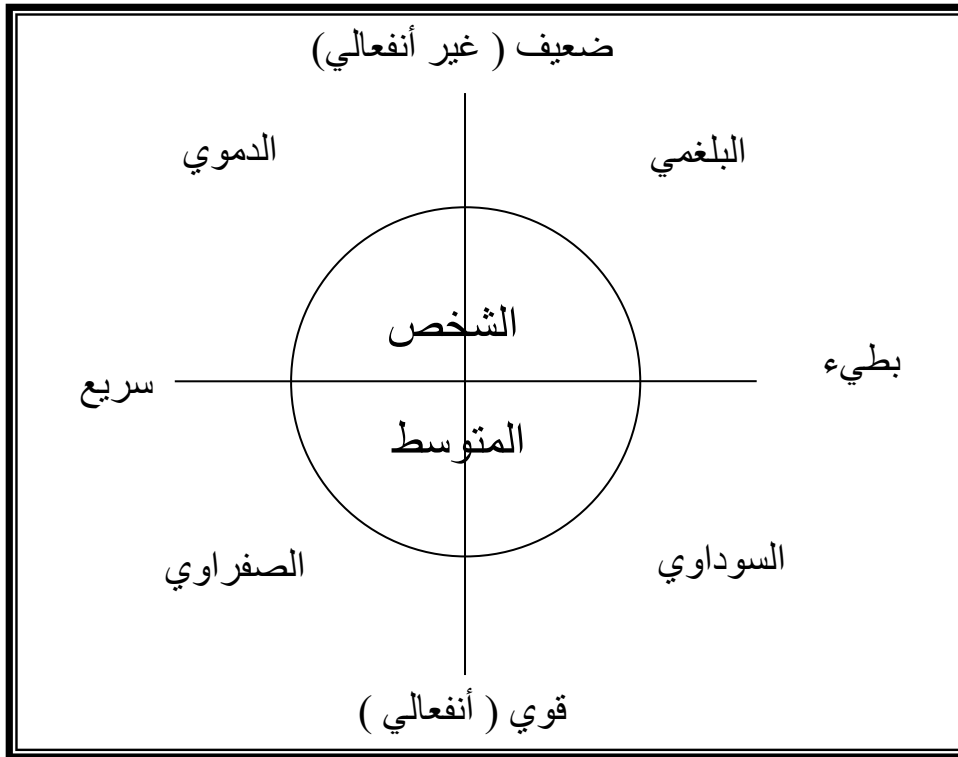 ضعيف ( غير أنفعالي)
البلغمي
الدموي
الشخص
بطيء
سريع
المتوسط
السوداوي
الصفراوي
قوي ( أنفعالي )